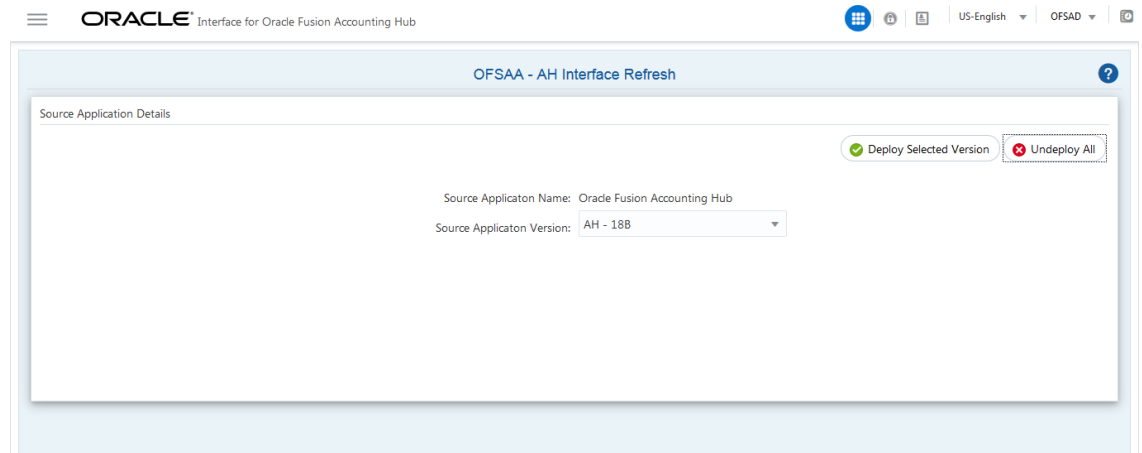 ORACLE® Interface for Oracle Fusion Accounting Hub US-English OFSAD
OFSAA - AH Interface Refresh ?
Source Application Details
Deploy Selected Version Undeploy All
Source Applicaton Name: Oracle Fusion Accounting Hub
Source Applicaton Version: AH - 18B